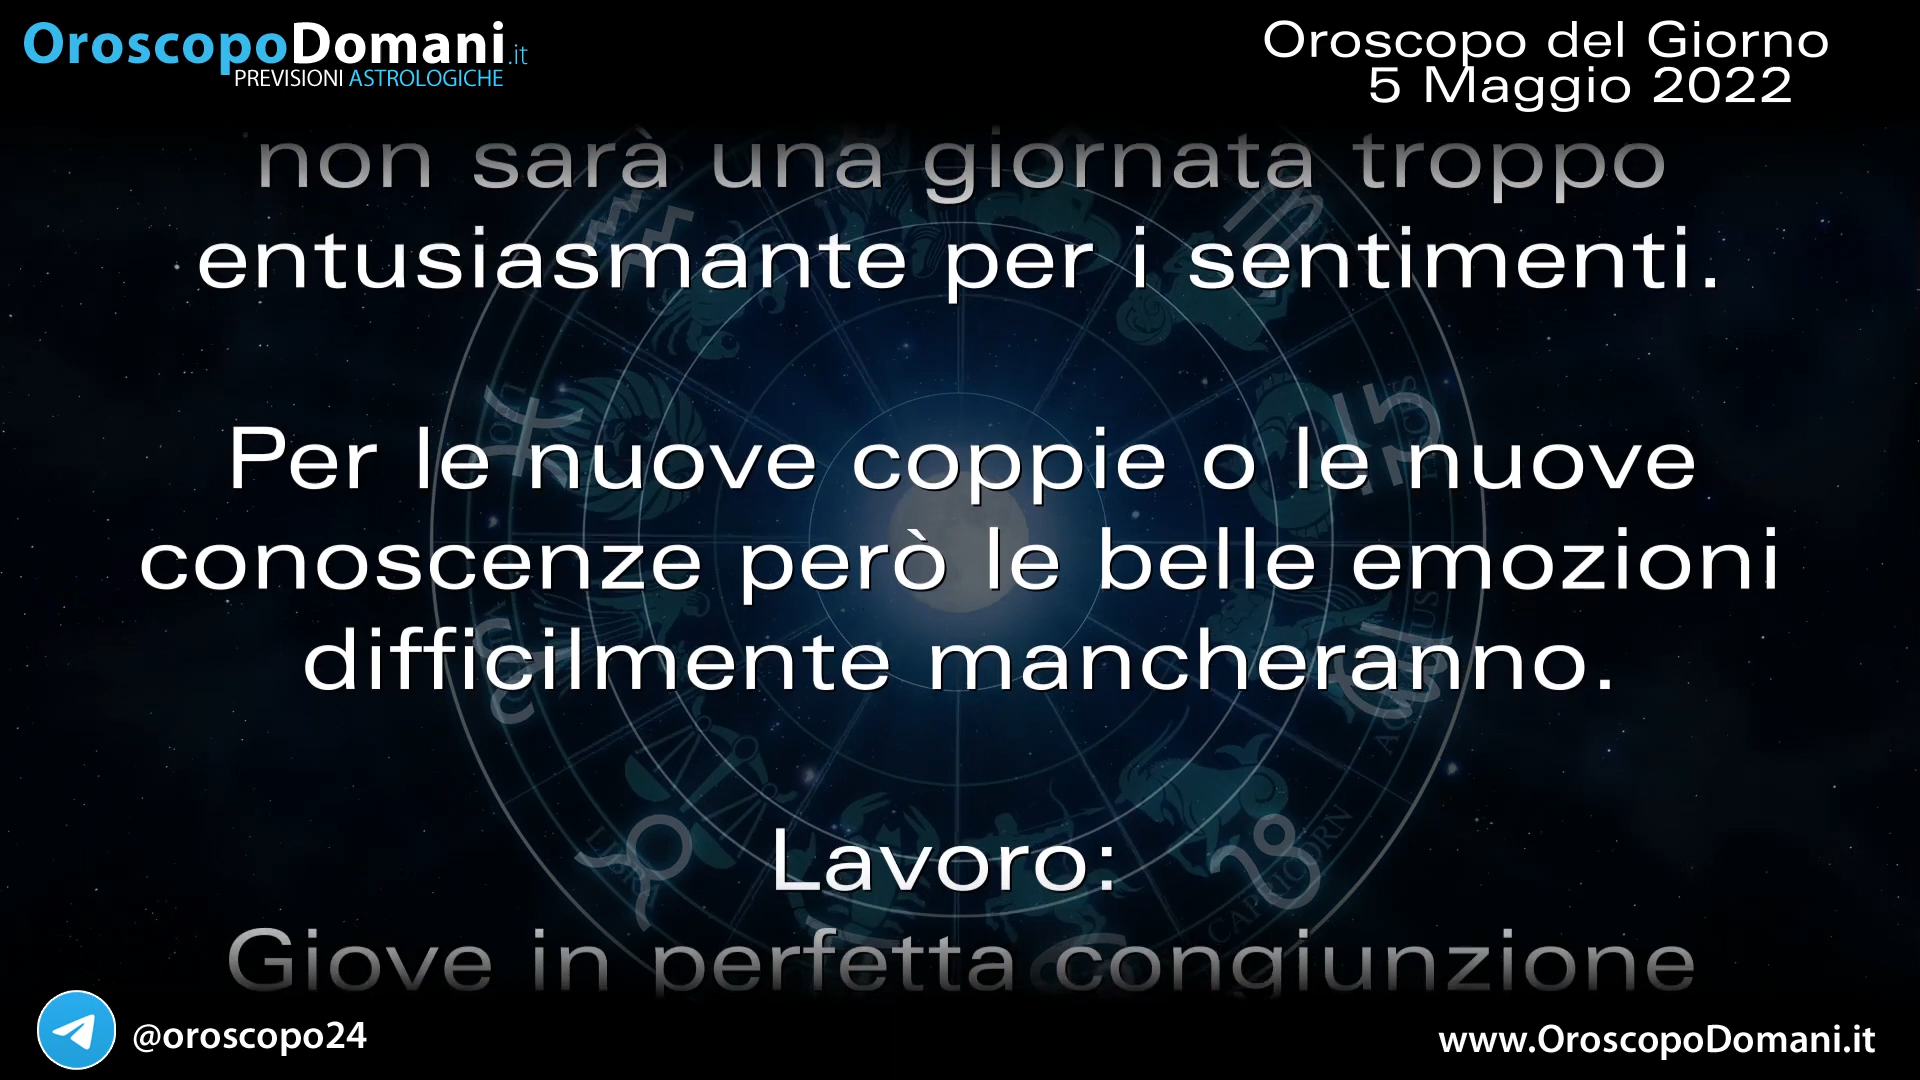 OroscopoDomani.it
PREVISIONI ASTROLOGICHE
Oroscopo del Giorno
5 Maggio 2022
non sarà una giornata troppo
entusiasmante per i sentimenti.
Per le nuove coppie o le nuove
conoscenze però le belle emozioni
difficilmente mancheranno.
Lavoro:
Giove in perfetta congiunzione
CAPRICORN
@oroscopo24
www.OroscopoDomani.it